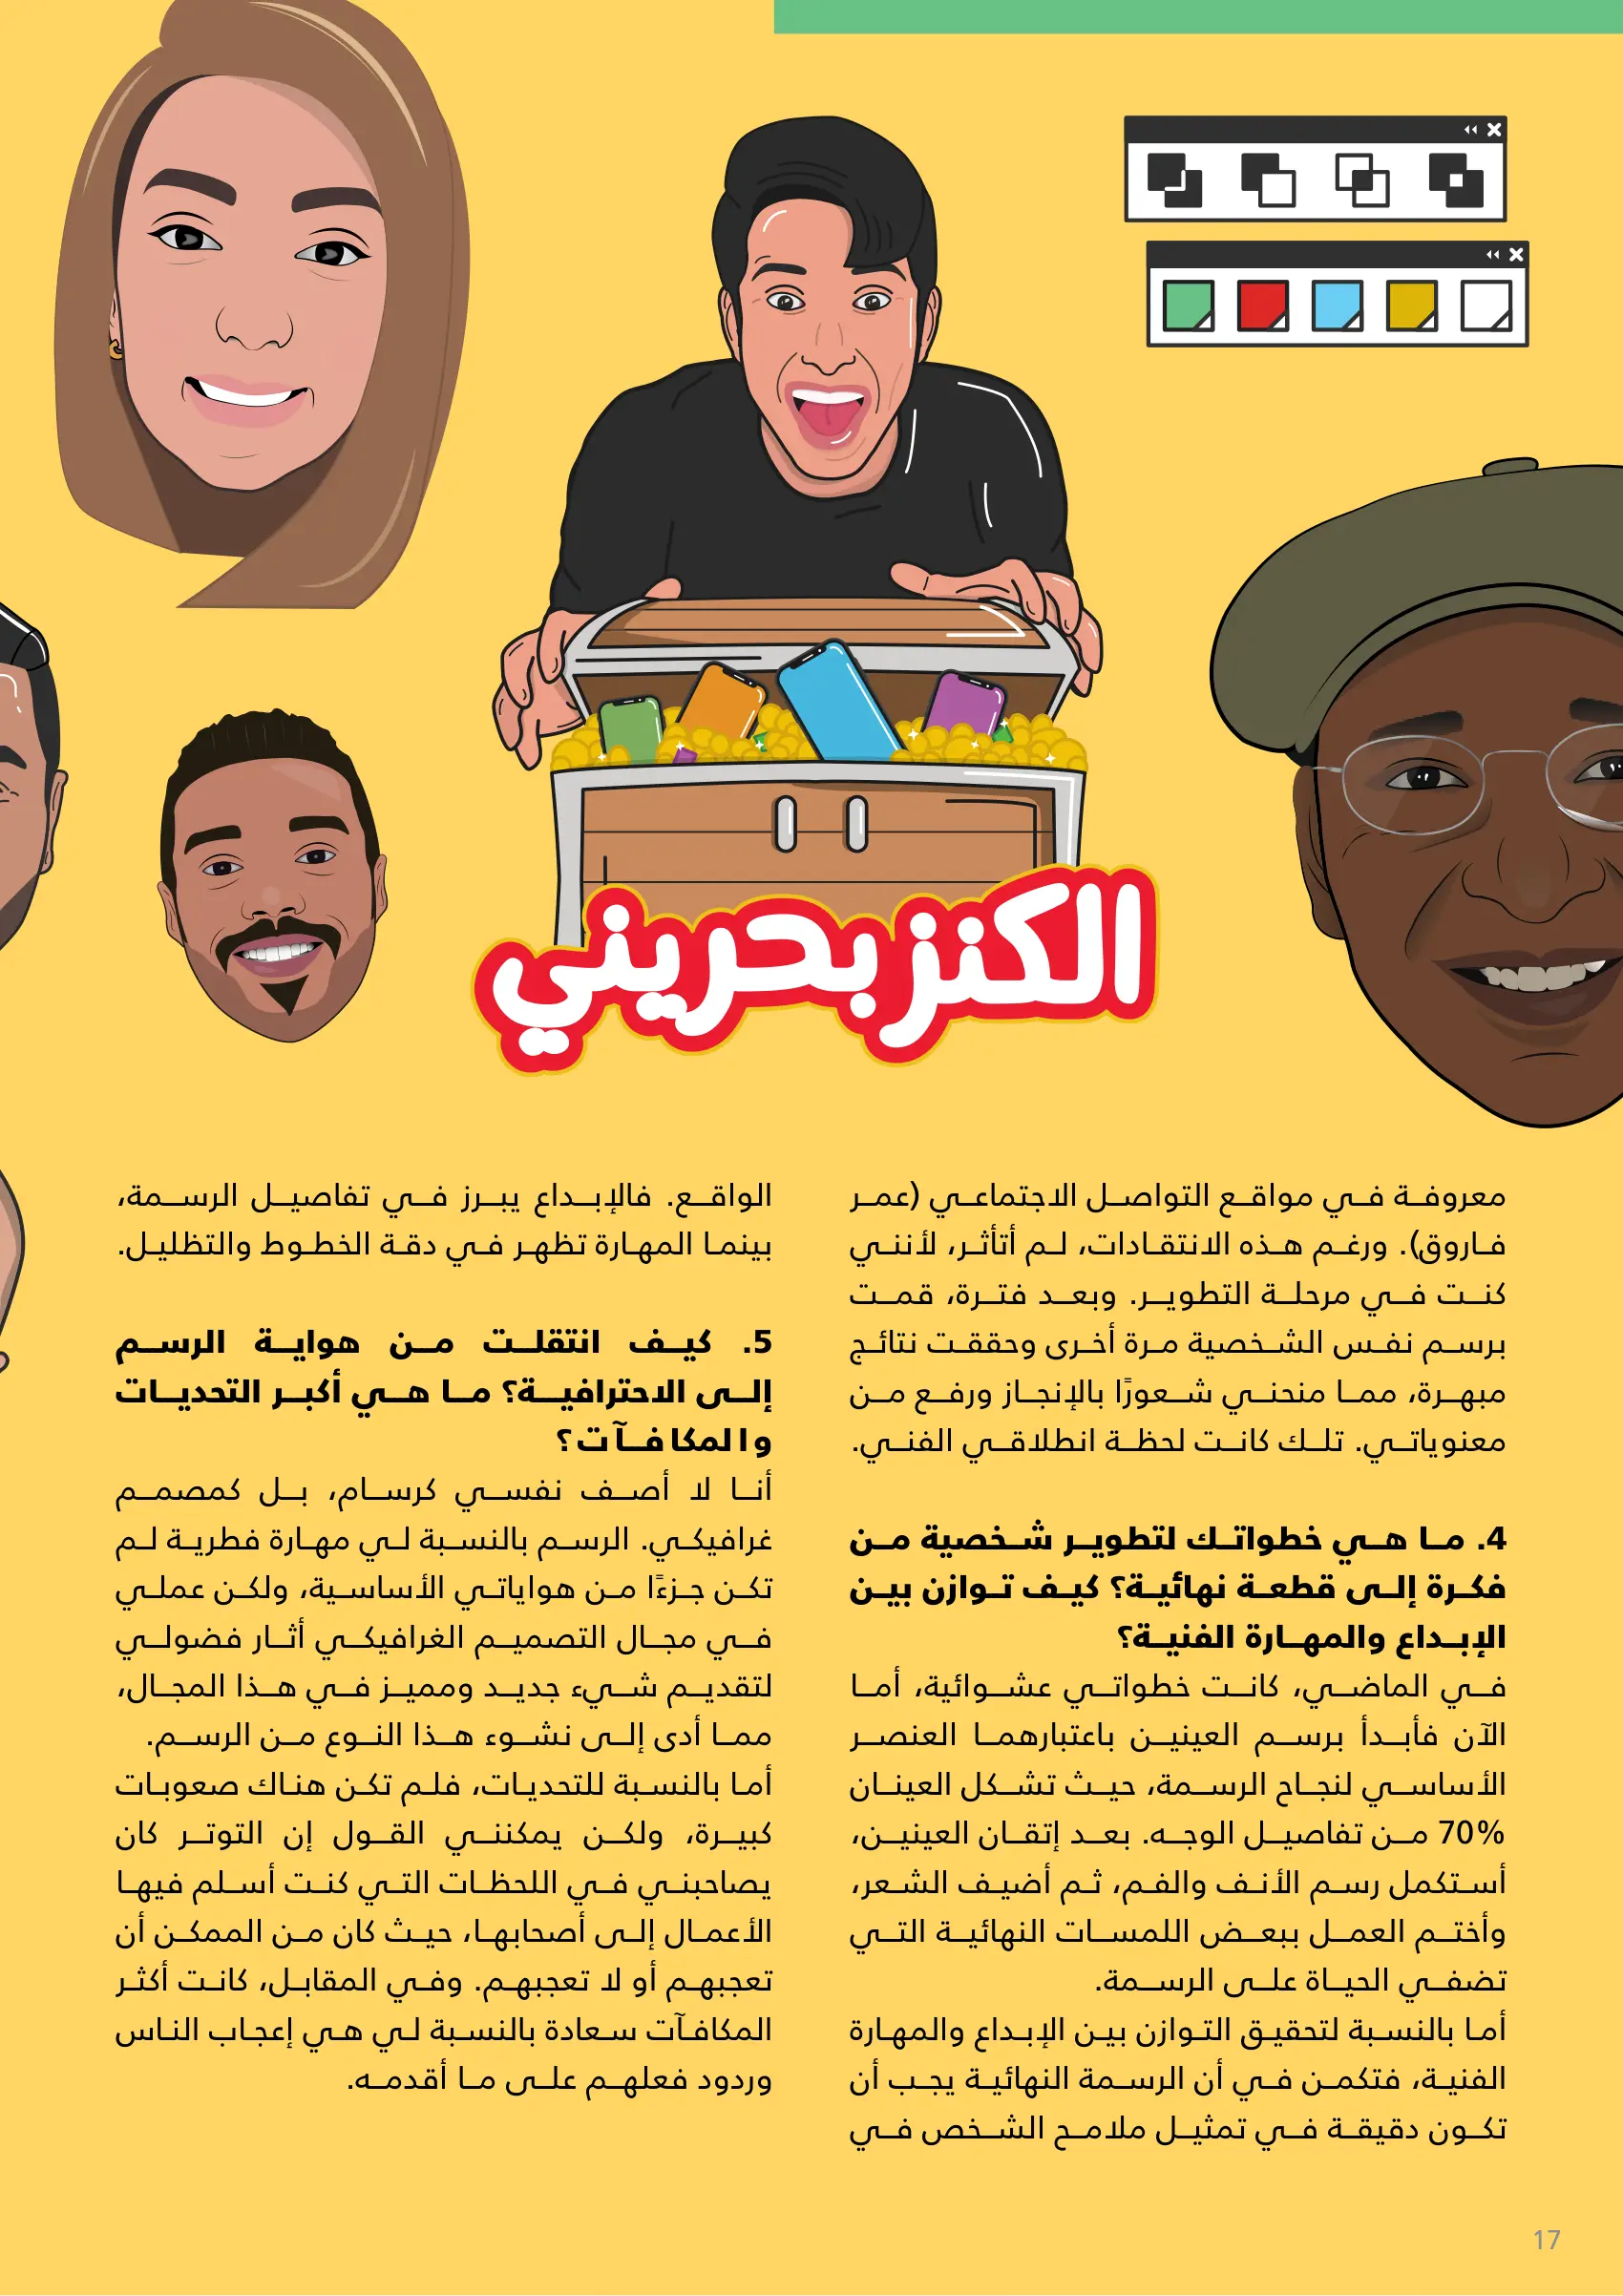 الكنز بحريني
معروفة في مواقع التواصل الاجتماعي (عمر
فاروق). ورغم هذه الانتقادات، لم أتأثر، لأنني
كنت في مرحلة التطوير. وبعد فترة، قمت
برسم نفس الشخصية مرة أخرى وحققت نتائج
مبهرة، مما منحني شعورًا بالإنجاز ورفع من
معنوياتي. تلك كانت لحظة انطلاقي الفني.
4. ما هي خطواتك لتطوير شخصية من
فكرة إلى قطعة نهائية؟ كيف توازن بين
الإبداع والمهارة الفنية؟
في الماضي، كانت خطواتي عشوائية، أما
الآن فأبدأ برسم العينين باعتبارهما العنصر
الأساسي لنجاح الرسمة، حيث تشكل العينان
70% من تفاصيل الوجه. بعد إتقان العينين،
أستكمل رسم الأنف والفم، ثم أضيف الشعر،
وأختم العمل ببعض اللمسات النهائية التي
تضفي الحياة على الرسمة.
أما بالنسبة لتحقيق التوازن بين الإبداع والمهارة
الفنية، فتكمن في أن الرسمة النهائية يجب أن
تكون دقيقة في تمثيل ملامح الشخص في
الواقع. فالإبداع يبرز في تفاصيل الرسمة،
بينما المهارة تظهر في دقة الخطوط والتظليل.
5. كيف انتقلت من هواية الرسم
إلى الاحترافية؟ ما هي أكبر التحديات
والمكافآت؟
أنا لا أصف نفسي كرسام، بل كمصمم
غرافيكي. الرسم بالنسبة لي مهارة فطرية لم
تكن جزءًا من هواياتي الأساسية، ولكن عملي
في مجال التصميم الغرافيكي أثار فضولي
لتقديم شيء جديد ومميز في هذا المجال،
مما أدى إلى نشوء هذا النوع من الرسم.
أما بالنسبة للتحديات، فلم تكن هناك صعوبات
كبيرة، ولكن يمكنني القول إن التوتر كان
يصاحبني في اللحظات التي كنت أسلم فيها
الأعمال إلى أصحابها، حيث كان من الممكن أن
تعجبهم أو لا تعجبهم. وفي المقابل، كانت أكثر
المكافآت سعادة بالنسبة لي هي إعجاب الناس
وردود فعلهم على ما أقدمه.
17